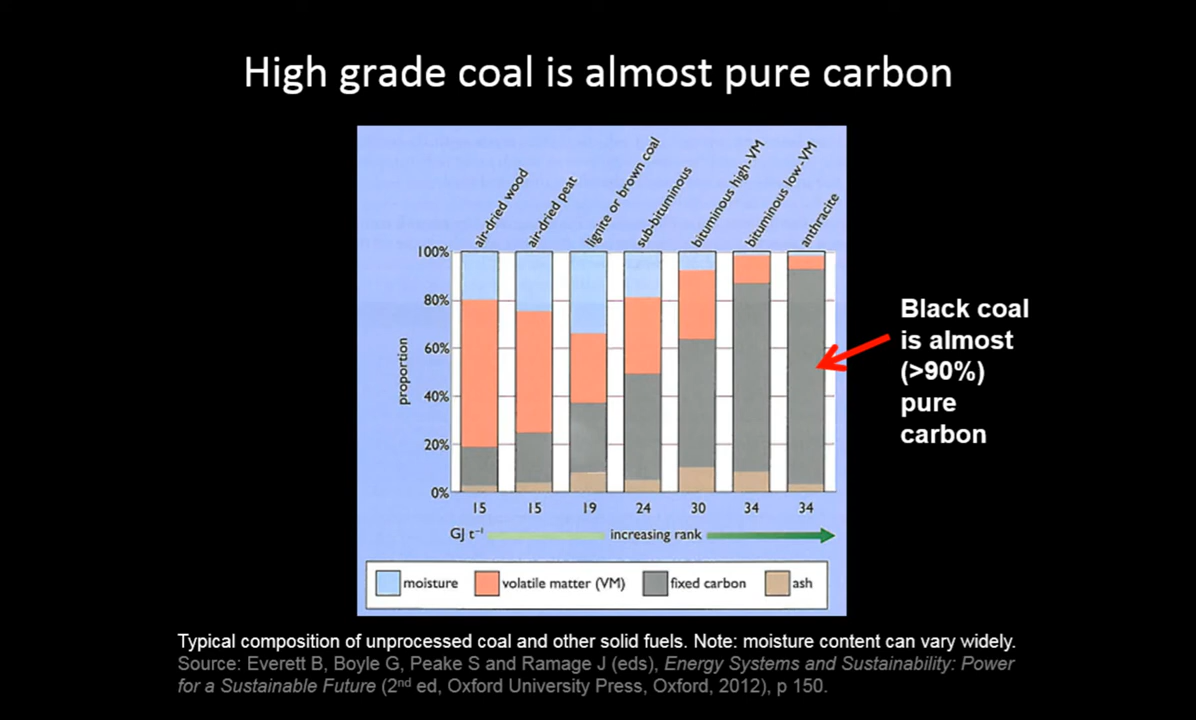 High grade coal is almost pure carbon
air-dried wood
air-dried peat
lignite or brown coal
sub-bituminous
bituminous high-VM
bituminous low-VM
anthracite
100%
80%
60%
40%
20%
0%
proportion
15 15 19 24 30 34 34
GJ t⁻¹ increasing rank
moisture volatile matter (VM) fixed carbon ash
Black coal
is almost
(>90%)
pure
carbon
Typical composition of unprocessed coal and other solid fuels. Note: moisture content can vary widely.
Source: Everett B, Boyle G, Peake S and Ramage J (eds), Energy Systems and Sustainability: Power
for a Sustainable Future (2nd ed, Oxford University Press, Oxford, 2012), p 150.